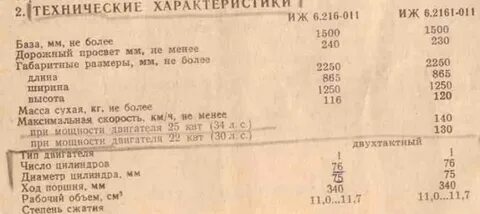 2. ТЕХНИЧЕСКИЕ ХАРАКТЕРИСТИКИ
ИЖ 6.216-011 ИЖ 6.2161-011
База, мм, не более 1500 1500
Дорожный просвет мм, не менее 240 230
Габаритные размеры, мм, не более
длина 2250 2250
ширина 865 865
высота 1250 1250
Масса сухая, кг, не более 116 120
Максимальная скорость, км/ч, не менее
при мощности двигателя 25 квт (34 л.с.) 140
при мощности двигателя 22 квт (30 л.с.) 130
Тип двигателя двухтактный
Число цилиндров 1 1
Диаметр цилиндра, мм 76 76
Ход поршня, мм 75 75
Рабочий объем, см³ 340 340
Степень сжатия 11,0...11,7 11,0...11,7